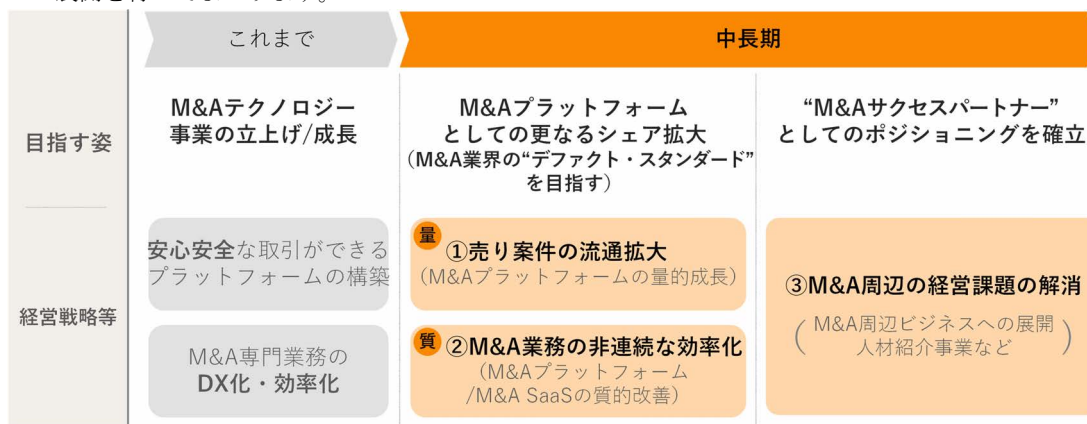 これまで
中長期
目指す姿
M&Aテクノロジー
事業の立上げ/成長
M&Aプラットフォーム
としての更なるシェア拡大
(M&A業界の“デファクト・スタンダード”
を目指す)
“M&Aサクセスパートナー”
としてのポジショニングを確立
経営戦略等
安心安全な取引ができる
プラットフォームの構築
M&A専門業務の
DX化・効率化
量
①売り案件の流通拡大
(M&Aプラットフォームの量的成長)
質
②M&A業務の非連続な効率化
(M&Aプラットフォーム
/M&A SaaSの質的改善)
③M&A周辺の経営課題の解消
(M&A周辺ビジネスへの展開
人材紹介事業など)